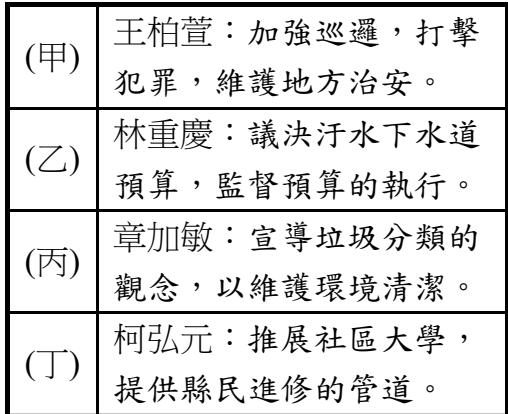 (甲) 王柏萱：加強巡邏，打擊
犯罪，維護地方治安。
(乙) 林重慶：議決汙水下水道
預算，監督預算的執行。
(丙) 章加敏：宣導垃圾分類的
觀念，以維護環境清潔。
(丁) 柯弘元：推展社區大學，
提供縣民進修的管道。